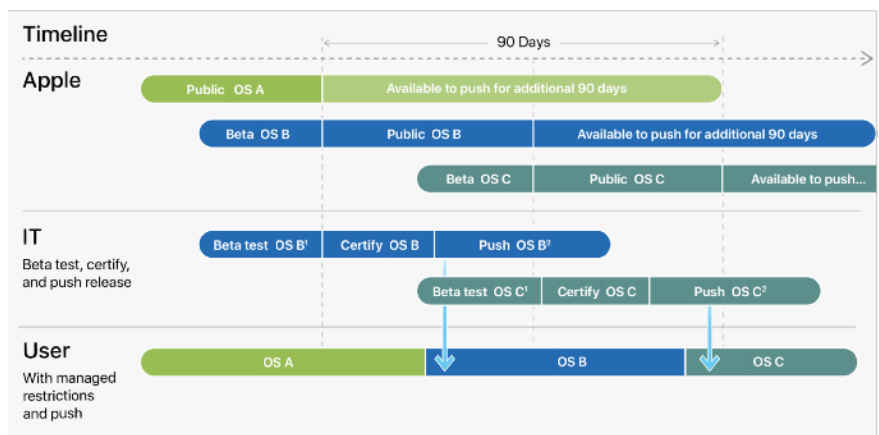 Timeline
90 Days
Apple
Public OS A
Available to push for additional 90 days
Beta OS B
Public OS B
Available to push for additional 90 days
Beta OS C
Public OS C
Available to push...
IT
Beta test, certify,
and push release
Beta test OS B¹
Certify OS B
Push OS B²
Beta test OS C¹
Certify OS C
Push OS C²
User
With managed
restrictions
and push
OS A
OS B
OS C